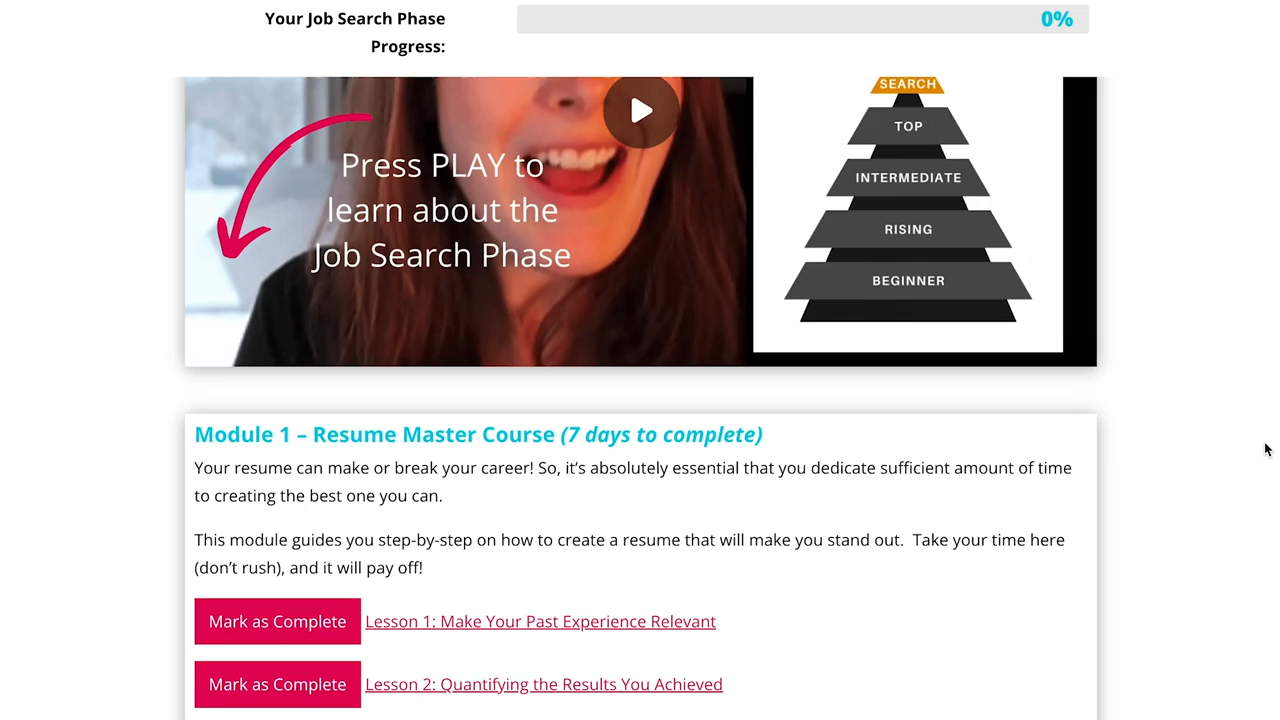 Your Job Search Phase
Progress:
0%
SEARCH
TOP
INTERMEDIATE
RISING
BEGINNER
Press PLAY to
learn about the
Job Search Phase
Module 1 – Resume Master Course (7 days to complete)
Your resume can make or break your career! So, it’s absolutely essential that you dedicate sufficient amount of time
to creating the best one you can.
This module guides you step-by-step on how to create a resume that will make you stand out.  Take your time here
(don’t rush), and it will pay off!
Mark as Complete Lesson 1: Make Your Past Experience Relevant
Mark as Complete Lesson 2: Quantifying the Results You Achieved